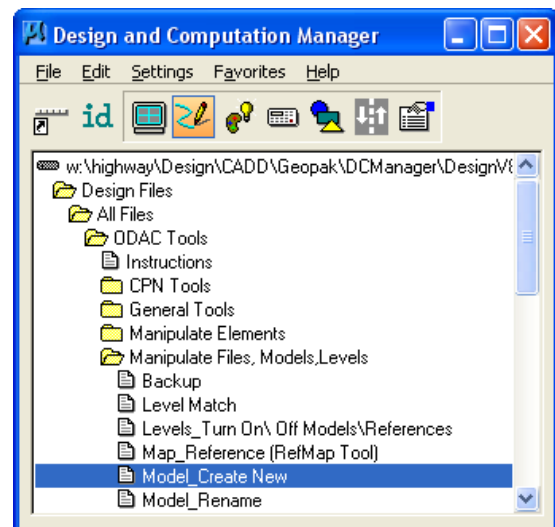 Design and Computation Manager
File Edit Settings Favorites Help
id
w:\highway\Design\CADD\Geopak\DCManager\DesignV8
Design Files
All Files
ODAC Tools
Instructions
CPN Tools
General Tools
Manipulate Elements
Manipulate Files, Models,Levels
Backup
Level Match
Levels_Turn On\ Off Models\References
Map_Reference (RefMap Tool)
Model_Create New
Model_Rename